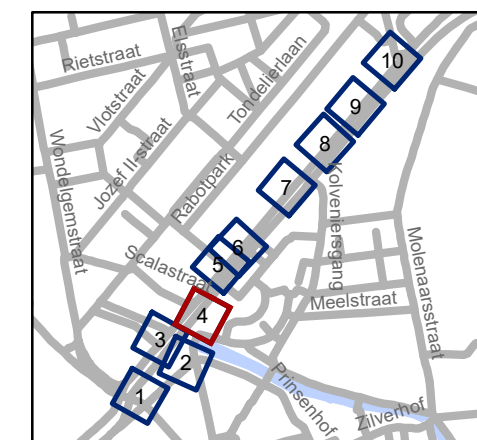 Rietstraat
Elsstraat
Tondelierlaan
Vlotstraat
Jozef II-straat
Wondelgemstraat
Rabotpark
Scalastraat
Kolveniersgang
Molenaarsstraat
Meelstraat
Prinsenhof
Zilverhof
10
9
8
7
6
5
4
3
2
1